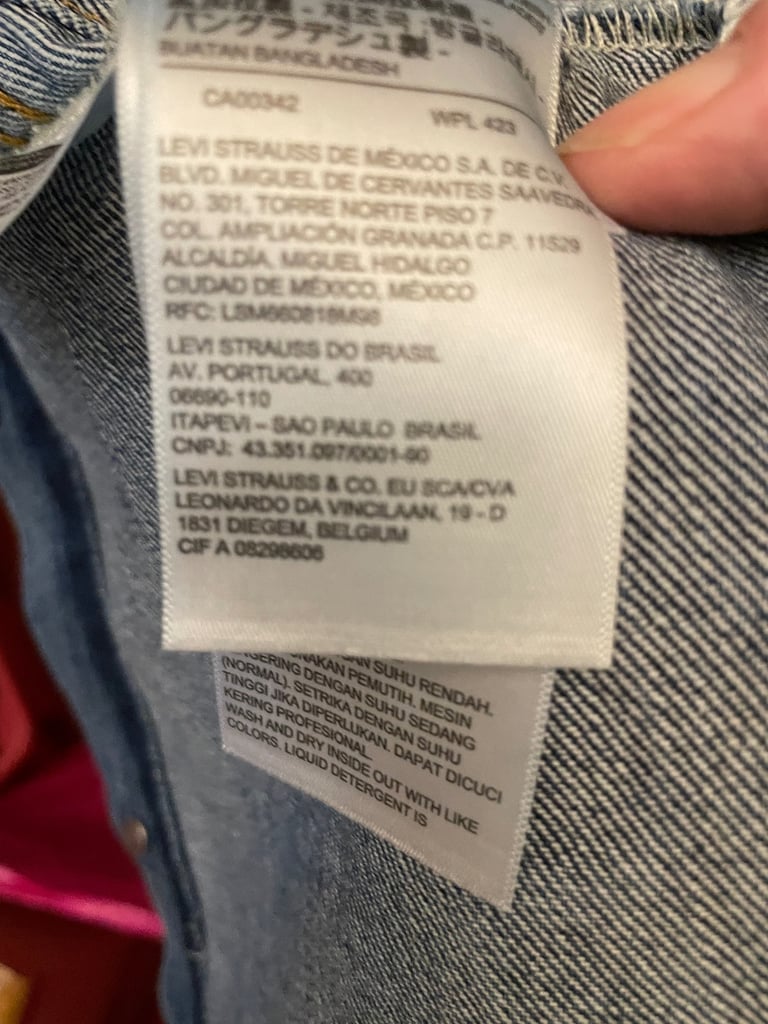 パングラデシュ製 -
BUATAN BANGLADESH
CA00342 WPL 423
LEVI STRAUSS DE MÉXICO S.A. DE C.V.
BLVD. MIGUEL DE CERVANTES SAAVEDRA
NO. 301, TORRE NORTE PISO 7
COL. AMPLIACIÓN GRANADA C.P. 11529
ALCALDÍA, MIGUEL HIDALGO
CIUDAD DE MÉXICO, MÉXICO
RFC:
LEVI STRAUSS DO BRASIL
AV. PORTUGAL, 400
06690-110
ITAPEVI – SAO PAULO BRASIL
CNPJ: 43.351.097/0001-90
LEVI STRAUSS & CO. EU SCA/CVA
LEONARDO DA VINCILAAN, 19 - D
1831 DIEGEM, BELGIUM
CIF A 08298606
SUHU RENDAH.
PEMUTIH. MESIN
DENGAN SUHU SEDANG
(NORMAL). SETRIKA DENGAN SUHU
TINGGI JIKA DIPERLUKAN. DAPAT DICUCI
KERING PROFESIONAL.
WASH AND DRY INSIDE OUT WITH LIKE
COLORS. LIQUID DETERGENT IS